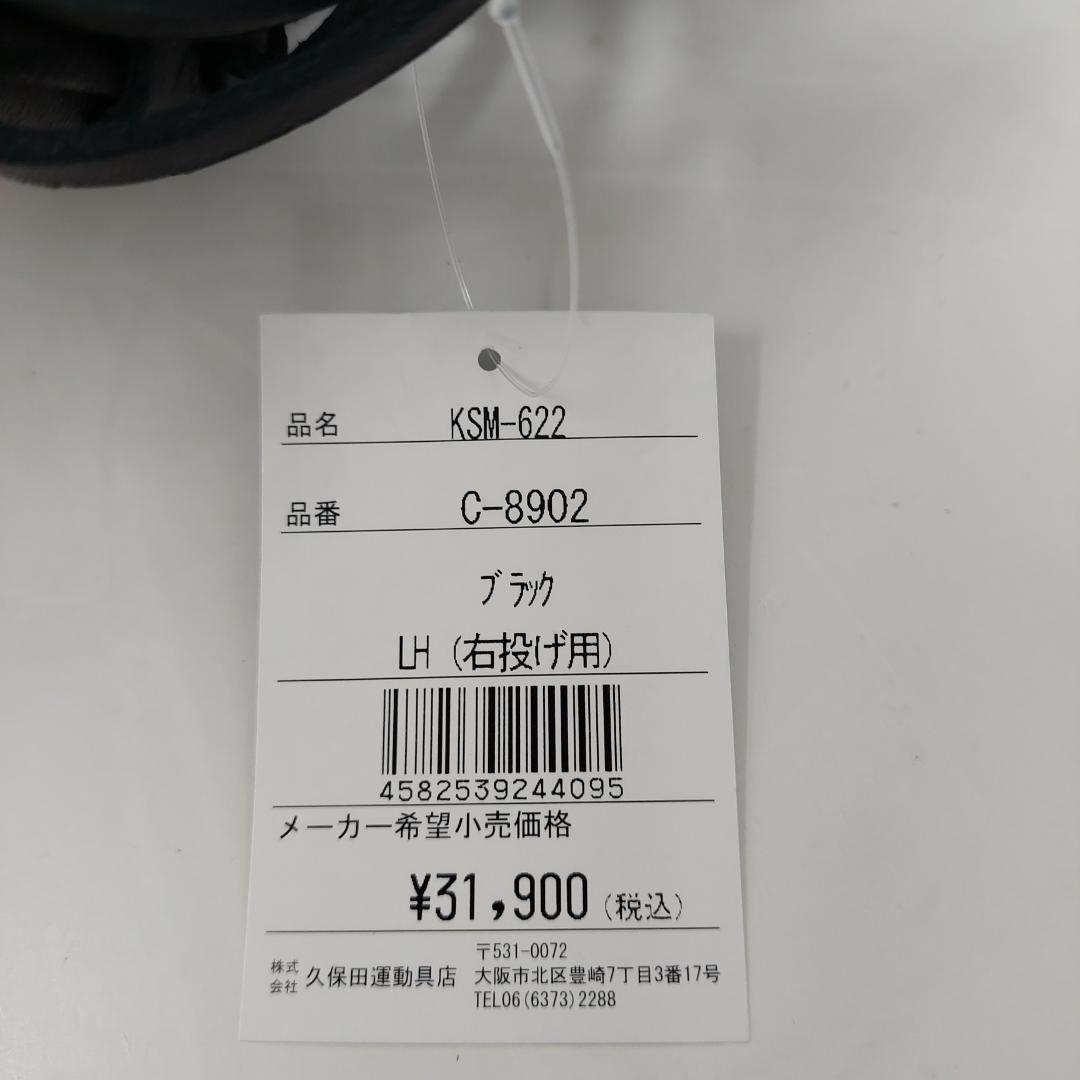 品名 KSM-622
品番 C-8902
ブラック
LH (右投げ用)
4582539244095
メーカー希望小売価格
¥31,900 (税込)
株式会社 久保田運動具店
〒531-0072
大阪市北区豊崎7丁目3番17号
TEL06(6373)2288